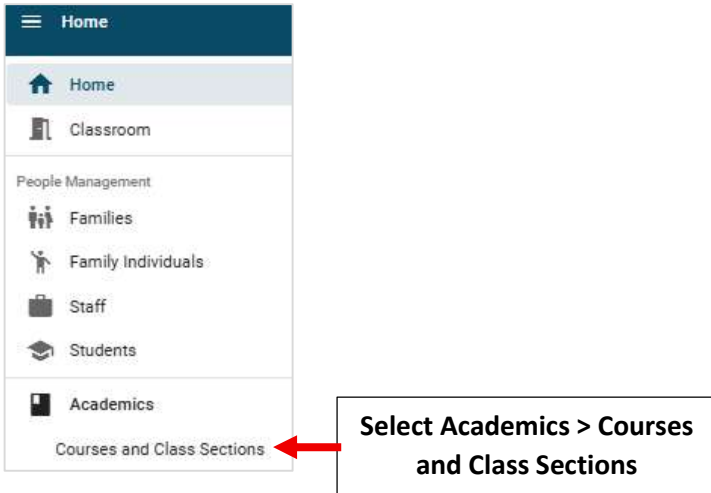 Home
Home
Classroom
People Management
Families
Family Individuals
Staff
Students
Academics
Courses and Class Sections
Select Academics > Courses
and Class Sections